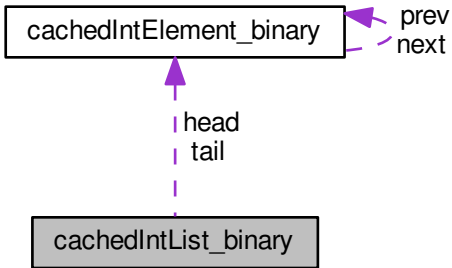 cachedIntElement_binary
prev
next
head
tail
cachedIntList_binary